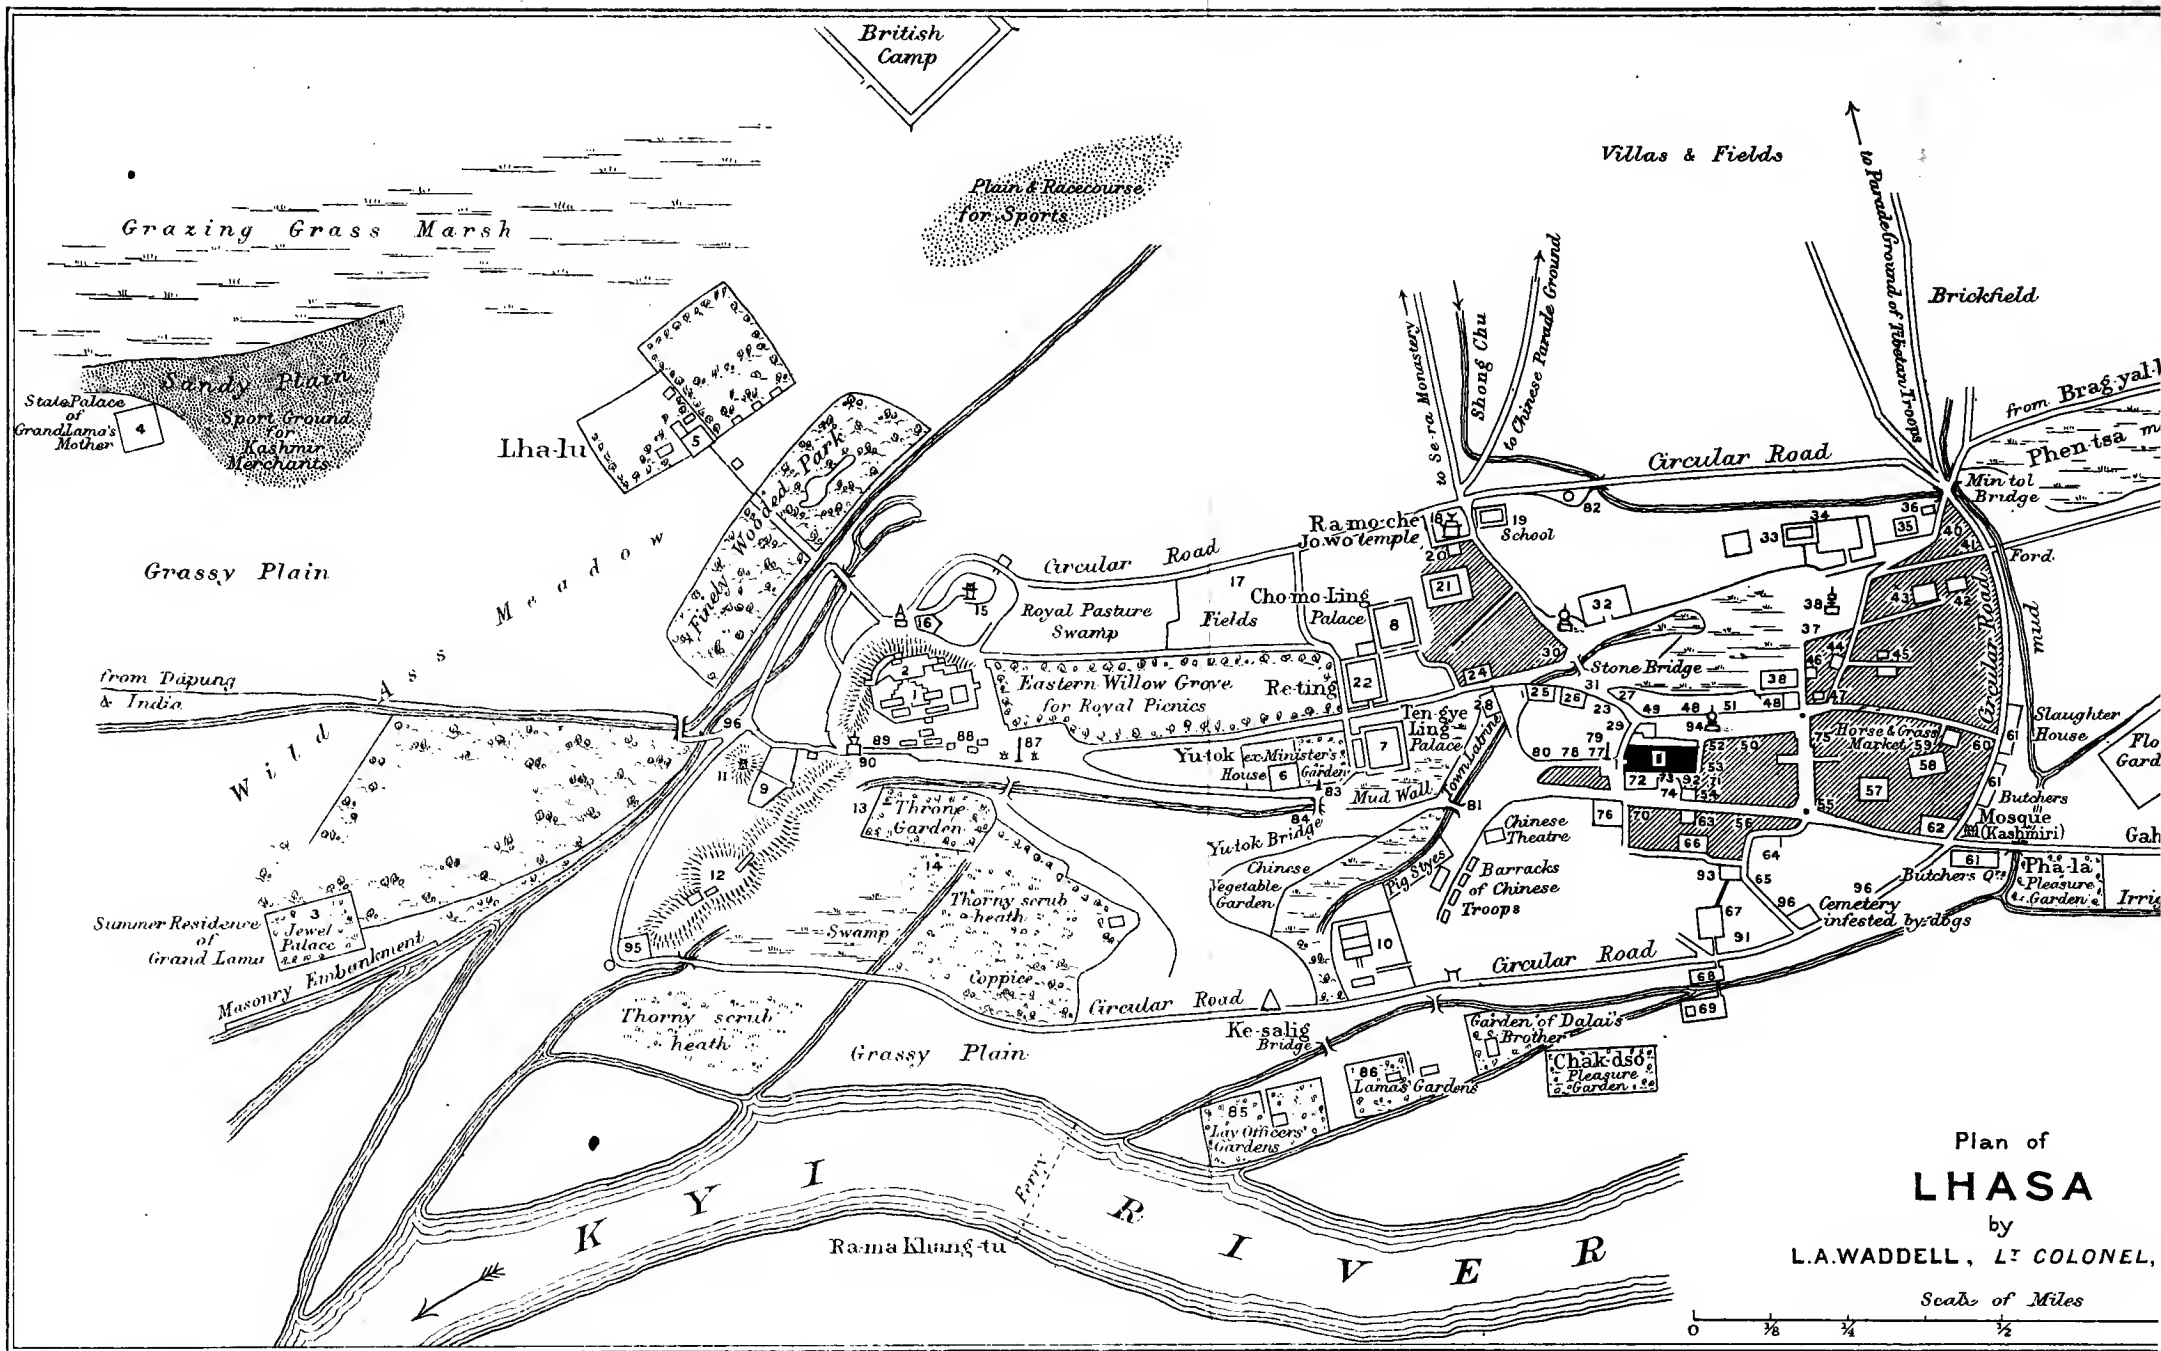 British
Camp
Plain & Racecourse
for Sports
Villas & Fields
to Parade Ground of Tibetan Troops
Brickfield
Grazing Grass Marsh
Sandy Plain
Sport Ground
for
Kashmir
Merchants
State Palace
of
Grand Lama's
Mother
4
Lha-lu
5
Finely Wooded Park
to Se-ra Monastery
Shong Chu
to Chinese Parade Ground
Circular Road
from Brag-yal-
Phen-tsa
Min tol
Bridge
Grassy Plain
Wild Ass Meadow
Circular Road
Ra-mo-che
Jo-wo temple
18
19
School
20
21
82
33
34
35
36
40
41
Ford
15
16
Royal Pasture
Swamp
17
Fields
Cho-mo-Ling
Palace
8
32
38
37
43
42
Circular Road
mud
from Dapung
& India
2
1
Eastern Willow Grove
for Royal Picnics
Re-ting
22
24
30
Stone Bridge
44
46
45
47
38
25
26
31
27
23
49
48
51
48
29
94
28
Ten-gye
Ling
Palace
7
Yu-tok
House
ex-Minister's
Garden
6
83
Mud Wall
Town Latrine
81
80
78
77
79
52
50
53
72
73
92
71
74
54
75
Horse & Grass
Market
59
58
57
60
61
Slaughter
House
Flo
Gard
61
Butchers
Mosque
(Kashmiri)
Gah
62
55
96
11
9
89
88
87
90
13
Throne
Garden
14
84
Yu-tok Bridge
Chinese
Vegetable
Garden
Pig Styes
Chinese
Theatre
Barracks
of Chinese
Troops
76
70
63
56
66
64
93
65
67
91
96
96
Cemetery
infested by dogs
61
Butchers Qrs
Pha-la
Pleasure
Garden
Irrig
12
95
Thorny scrub
heath
Swamp
Coppice
10
Circular Road
Summer Residence
of
Grand Lama
3
Jewel
Palace
Masonry Embankment
Thorny scrub
heath
Grassy Plain
Circular Road
Ke-salig
Bridge
68
69
Garden of Dalai's
Brother
Chak-dso
Pleasure
Garden
86
Lamas' Gardens
85
Lay Officers'
Gardens
Ferry
KYI RIVER
Ra-ma Khang-tu
Plan of
LHASA
by
L.A.WADDELL, LT COLONEL,
Scale of Miles
0 1/8 1/4 1/2